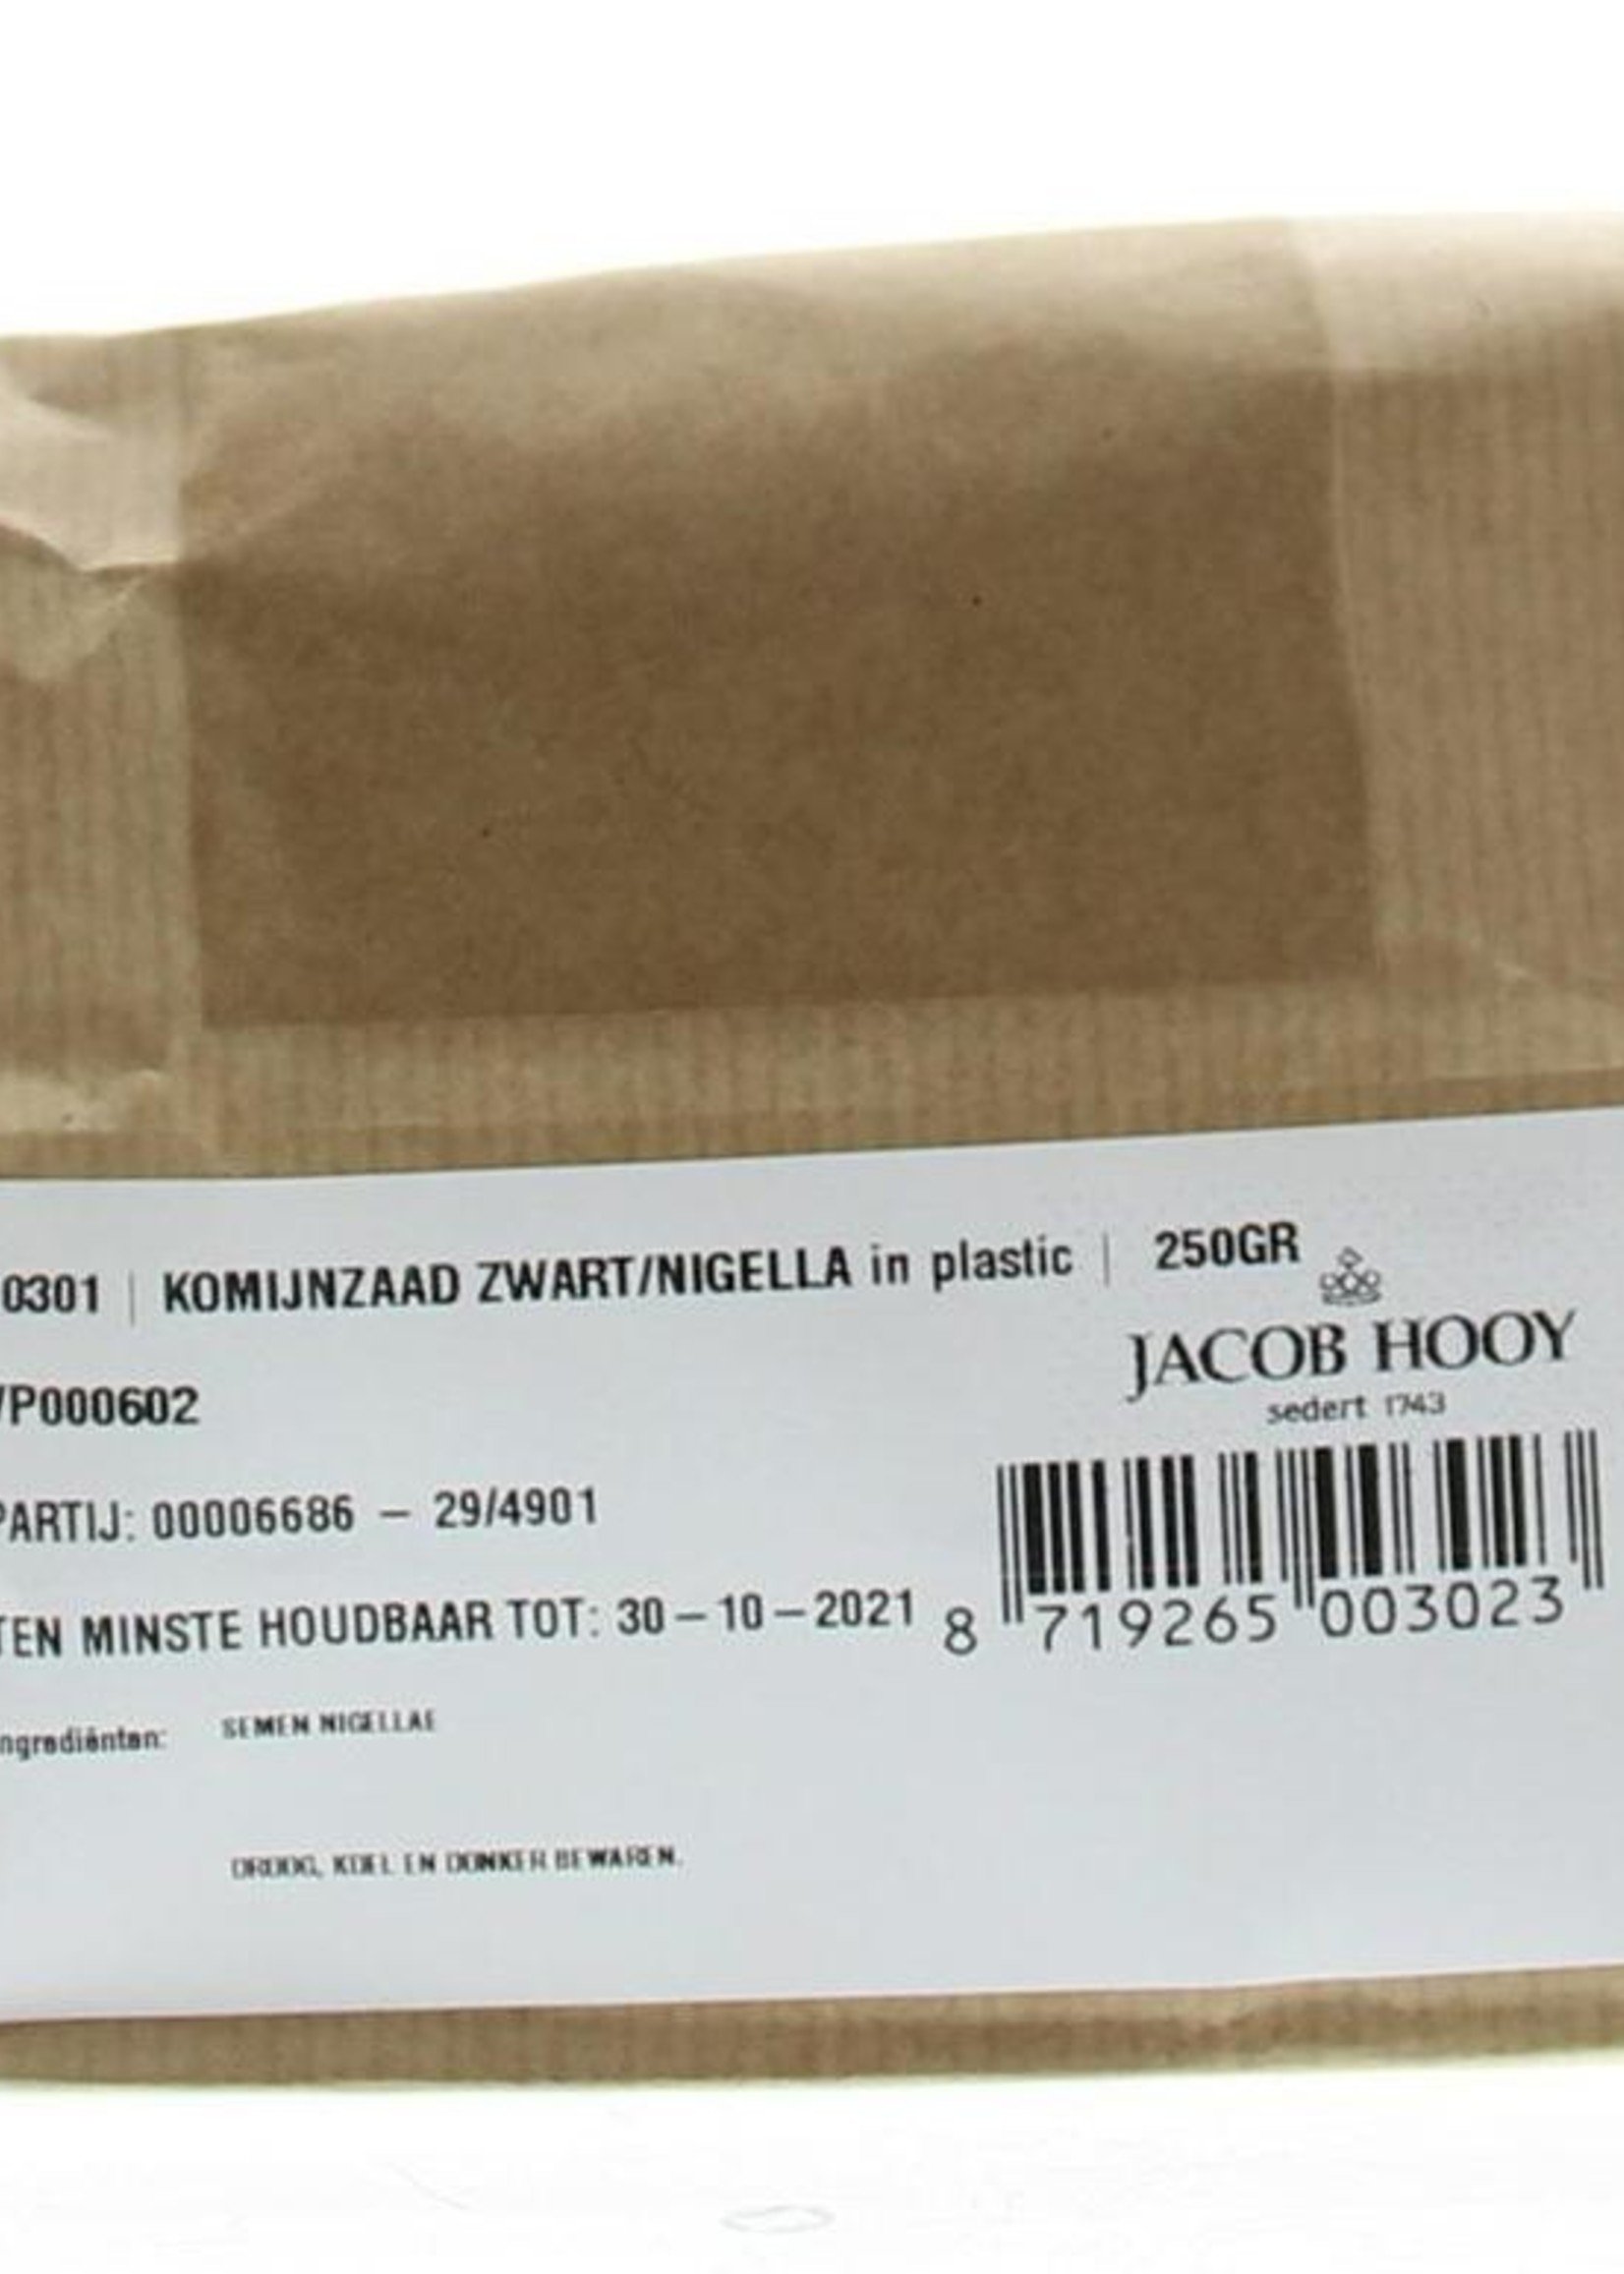 0301 | KOMIJNZAAD ZWART/NIGELLA in plastic | 250GR
JACOB HOOY
sedert 1743
/P000602
PARTIJ: 00006686 – 29/4901
TEN MINSTE HOUDBAAR TOT: 30-10-2021
8 719265 003023
ngrediënten: SEMEN NIGELLAE
DROOG, KOEL EN DONKER BEWAREN.